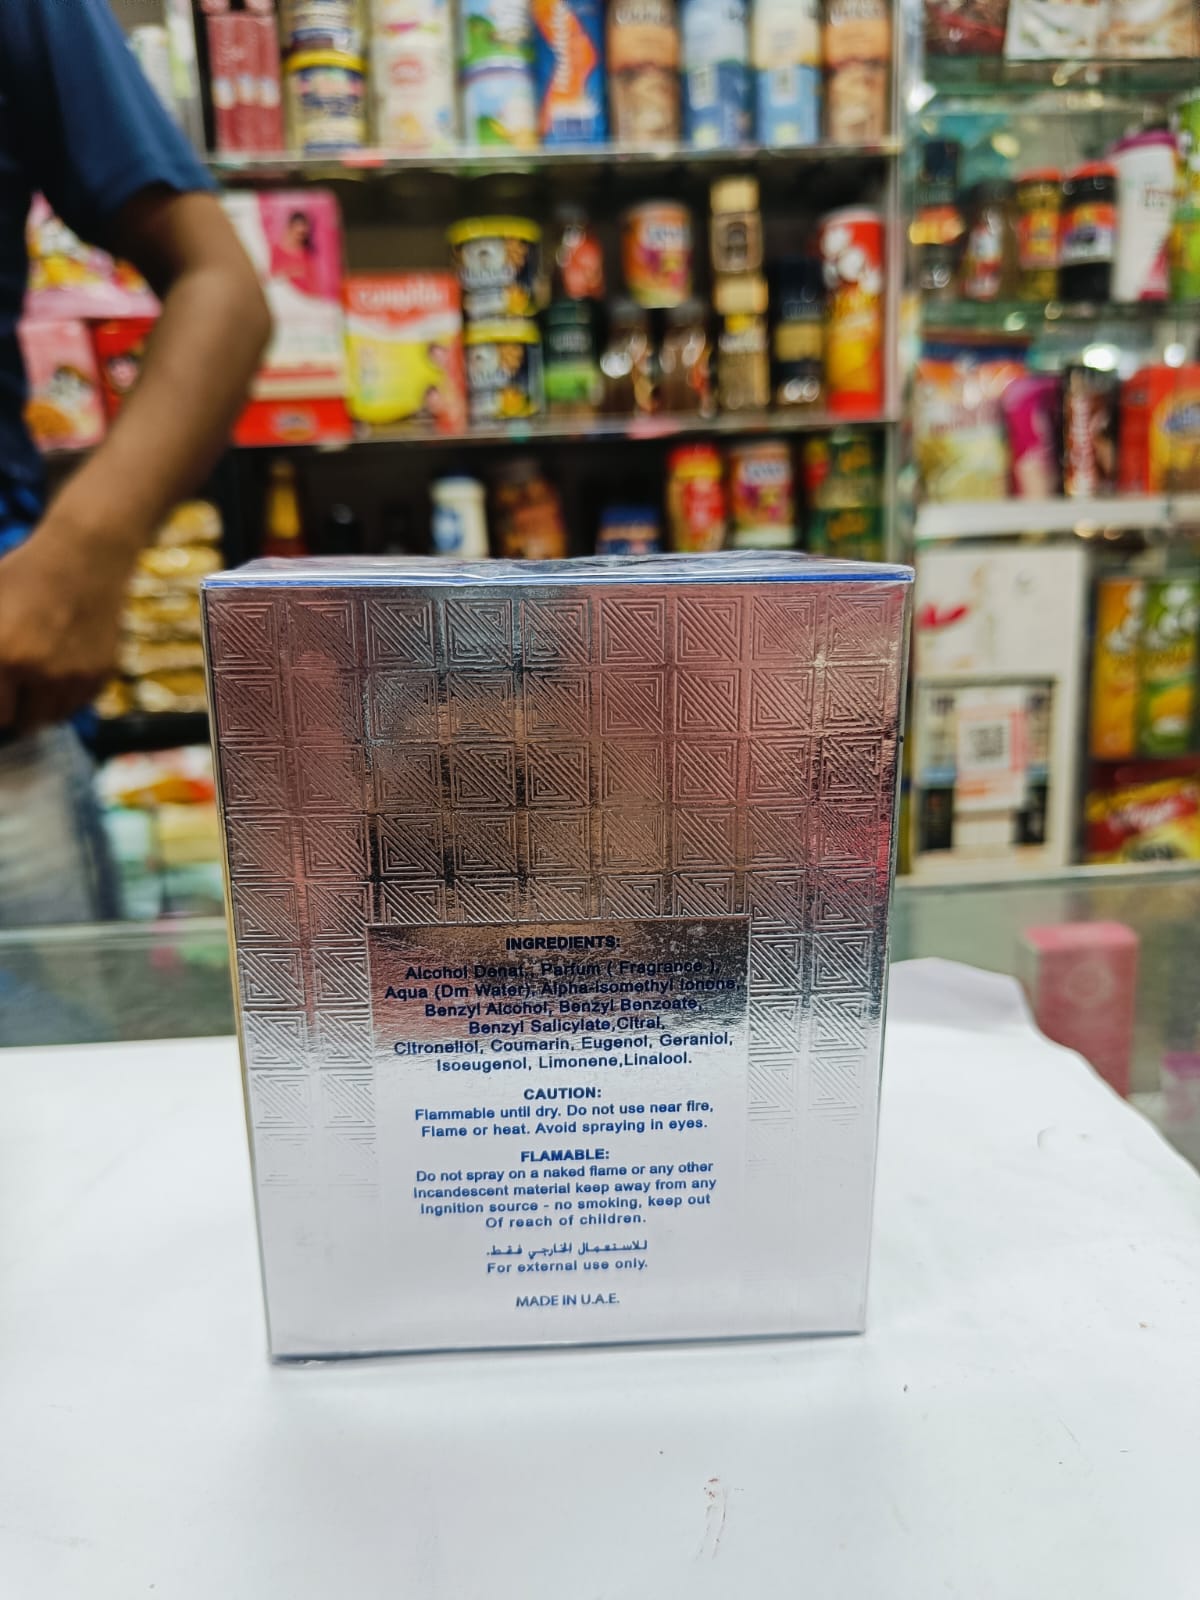 INGREDIENTS:
Alcohol Denat., Parfum ( Fragrance ),
Aqua (Dm Water), Alpha-Isomethyl Ionone,
Benzyl Alcohol, Benzyl Benzoate,
Benzyl Salicylate,Citral,
Citronellol, Coumarin, Eugenol, Geraniol,
Isoeugenol, Limonene,Linalool.
CAUTION:
Flammable until dry. Do not use near fire,
Flame or heat. Avoid spraying in eyes.
FLAMABLE:
Do not spray on a naked flame or any other
Incandescent material keep away from any
Ingnition source - no smoking, keep out
Of reach of children.
للاستعمال الخارجي فقط.
For external use only.
MADE IN U.A.E.